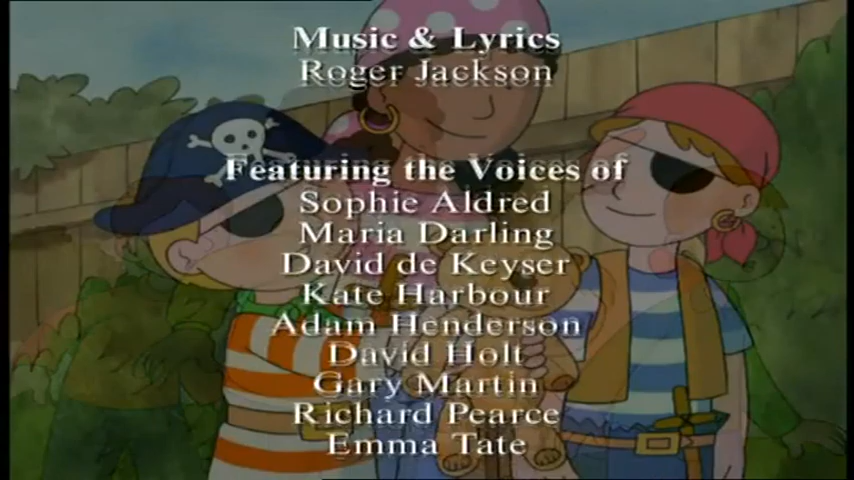 Music & Lyrics
Roger Jackson
Featuring the Voices of
Sophie Aldred
Maria Darling
David de Keyser
Kate Harbour
Adam Henderson
David Holt
Gary Martin
Richard Pearce
Emma Tate